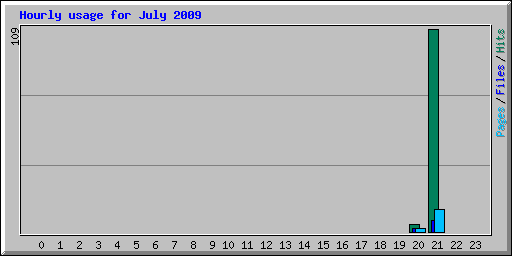 Hourly usage for July 2009
109
Pages/Files/Hits
0 1 2 3 4 5 6 7 8 9 10 11 12 13 14 15 16 17 18 19 20 21 22 23